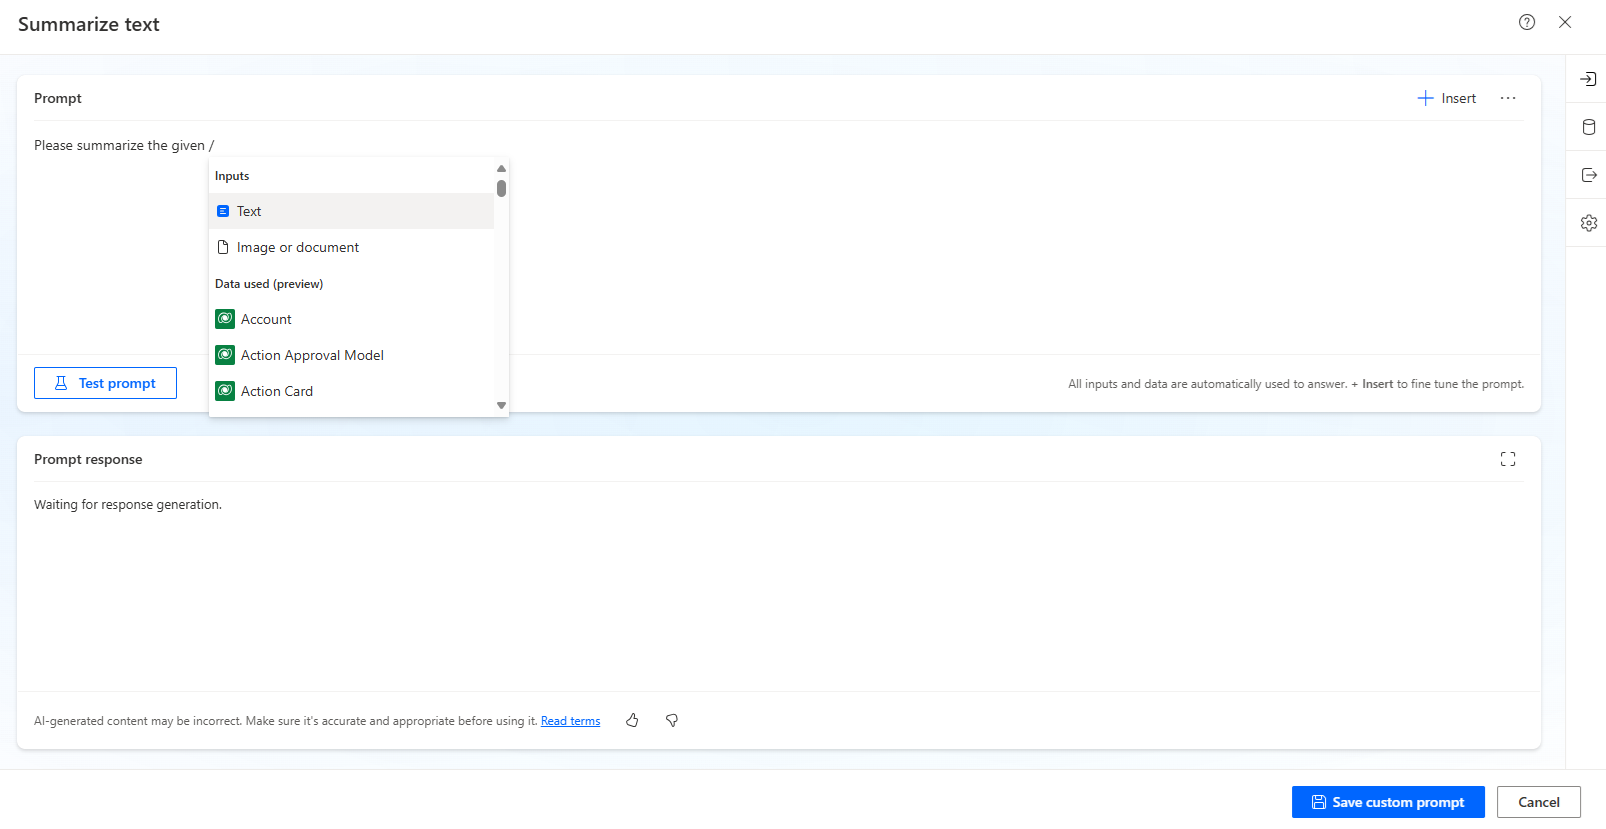 Summarize text
Prompt
Insert
Please summarize the given /
Inputs
Text
Image or document
Data used (preview)
Account
Action Approval Model
Action Card
Test prompt
All inputs and data are automatically used to answer. + Insert to fine tune the prompt.
Prompt response
Waiting for response generation.
AI-generated content may be incorrect. Make sure it's accurate and appropriate before using it. Read terms
Save custom prompt
Cancel